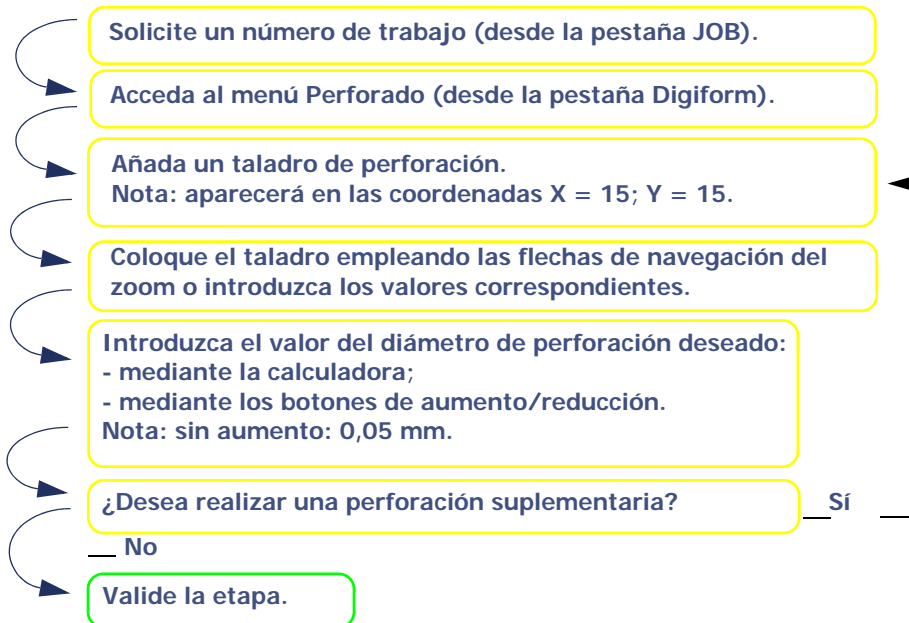 Solicite un número de trabajo (desde la pestaña JOB).
Acceda al menú Perforado (desde la pestaña Digiform).
Añada un taladro de perforación.
Nota: aparecerá en las coordenadas X = 15; Y = 15.
Coloque el taladro empleando las flechas de navegación del
zoom o introduzca los valores correspondientes.
Introduzca el valor del diámetro de perforación deseado:
- mediante la calculadora;
- mediante los botones de aumento/reducción.
Nota: sin aumento: 0,05 mm.
¿Desea realizar una perforación suplementaria?
Sí
No
Valide la etapa.